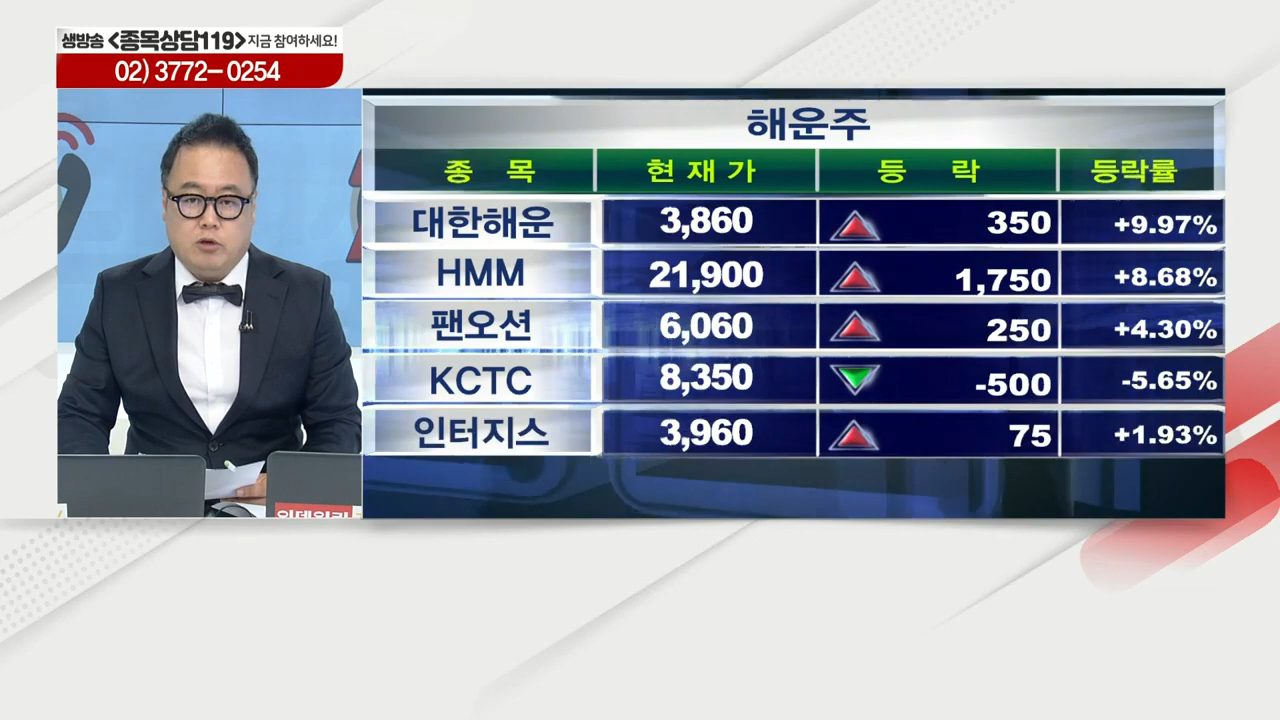 생방송 <종목상담119> 지금 참여하세요!
02) 3772-0254
해운주
종 목 현 재 가 등 락 등락률
대한해운 3,860 350 +9.97%
HMM 21,900 1,750 +8.68%
팬오션 6,060 250 +4.30%
KCTC 8,350 -500 -5.65%
인터지스 3,960 75 +1.93%